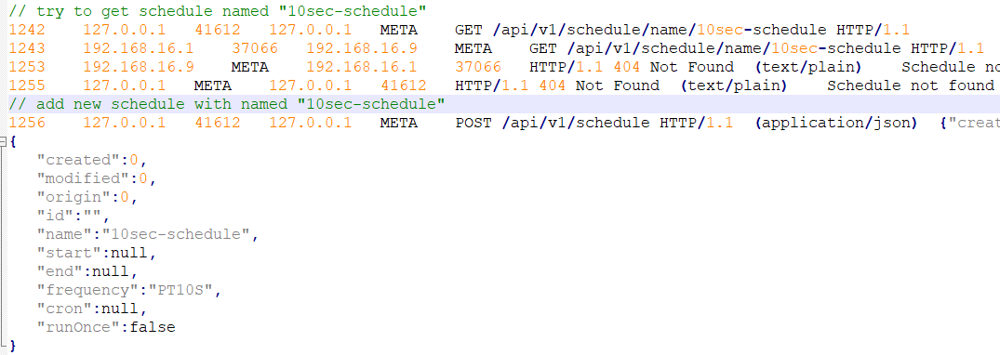 // try to get schedule named "10sec-schedule"
1242 127.0.0.1 41612 127.0.0.1 META GET /api/v1/schedule/name/10sec-schedule HTTP/1.1
1243 192.168.16.1 37066 192.168.16.9 META GET /api/v1/schedule/name/10sec-schedule HTTP/1.1
1253 192.168.16.9 META 192.168.16.1 37066 HTTP/1.1 404 Not Found (text/plain) Schedule no
1255 127.0.0.1 META 127.0.0.1 41612 HTTP/1.1 404 Not Found (text/plain) Schedule not found
// add new schedule with named "10sec-schedule"
1256 127.0.0.1 41612 127.0.0.1 META POST /api/v1/schedule HTTP/1.1 (application/json) {"creat
{
"created":0,
"modified":0,
"origin":0,
"id":"",
"name":"10sec-schedule",
"start":null,
"end":null,
"frequency":"PT10S",
"cron":null,
"runOnce":false
}